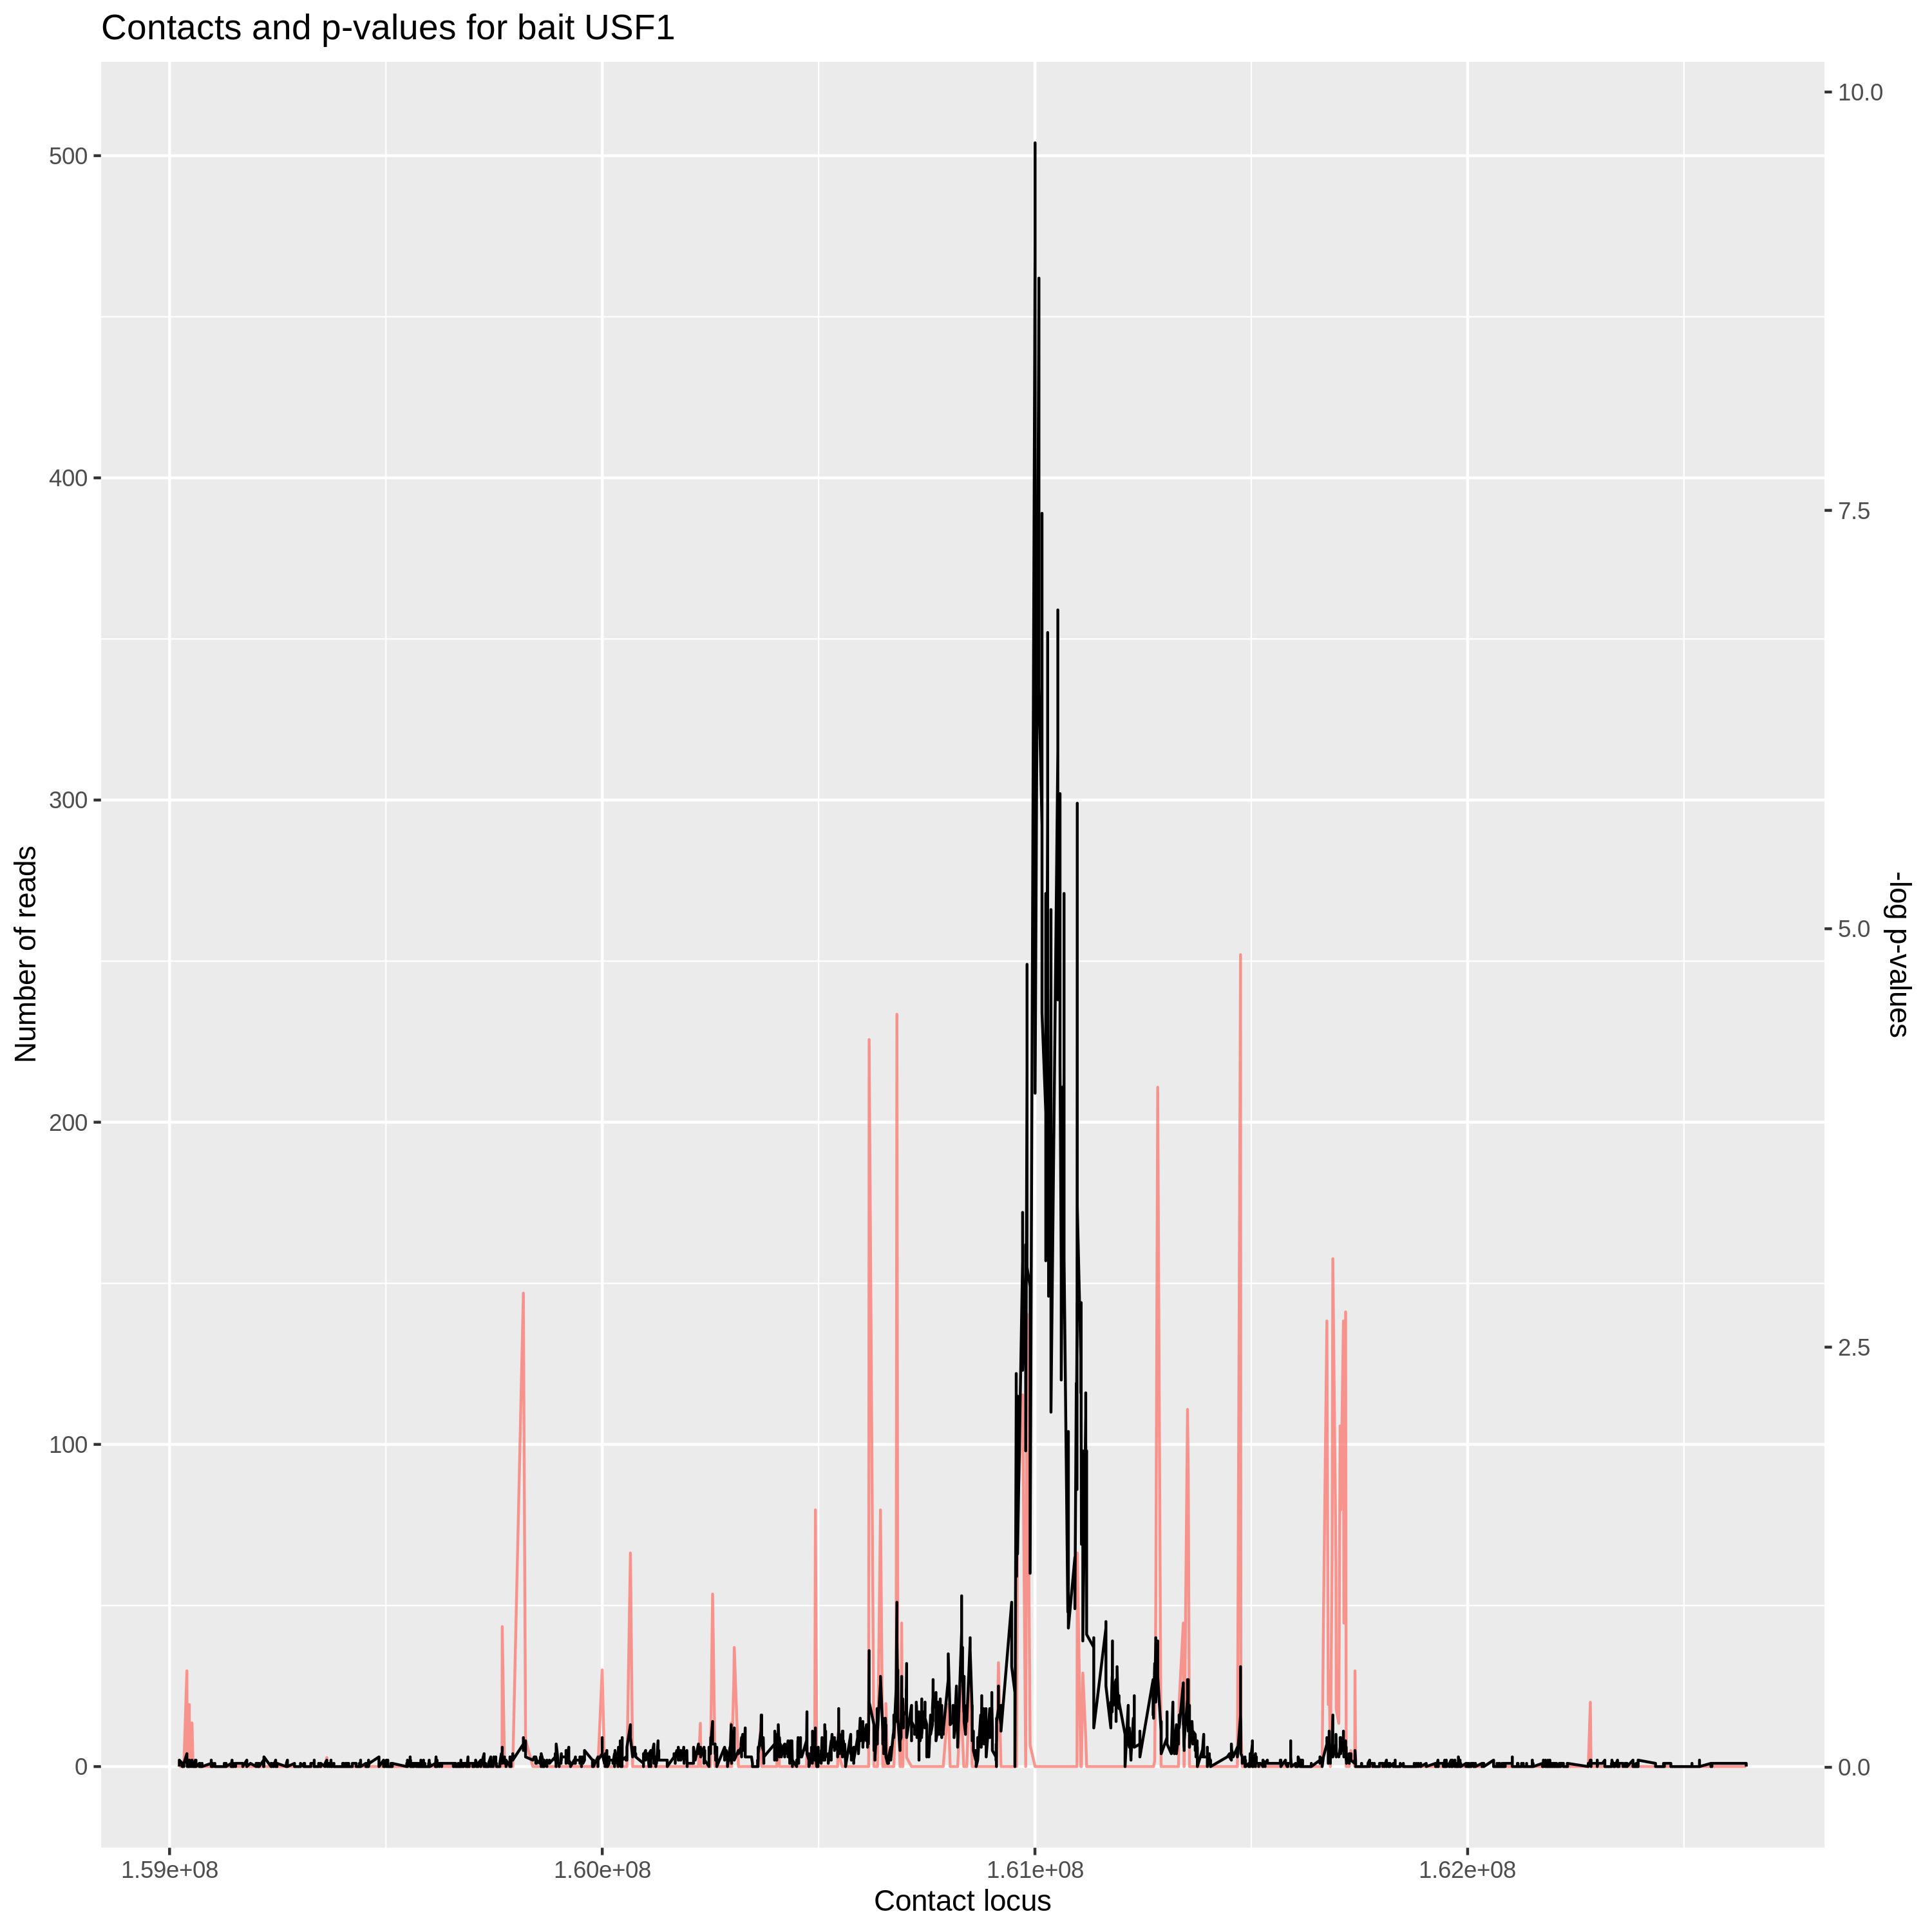 Contacts and p-values for bait USF1
Number of reads
500
400
300
200
100
0
10.0
7.5
5.0
2.5
0.0
-log p-values
1.59e+08
1.60e+08
1.61e+08
1.62e+08
Contact locus